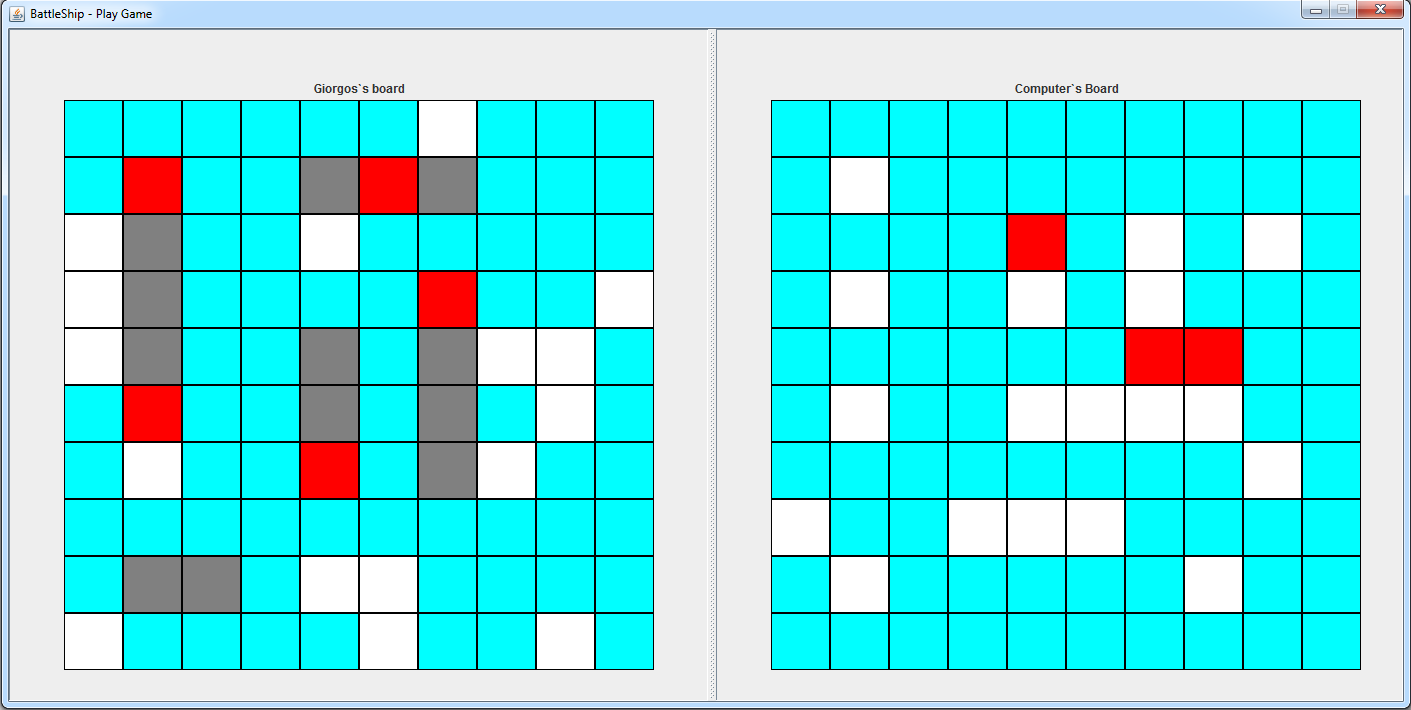 BattleShip - Play Game
Giorgos`s board
Computer`s Board